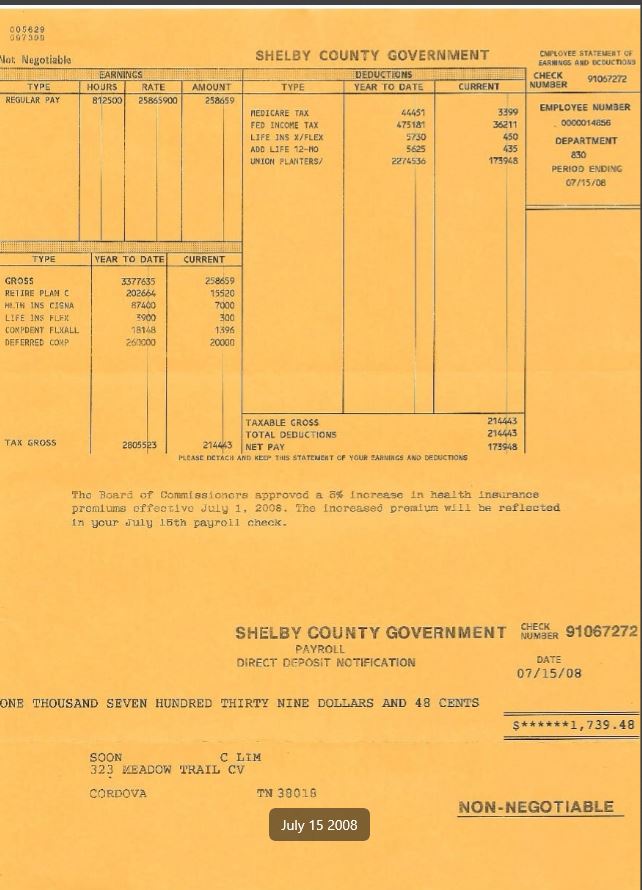 005629
097399
Not Negotiable
SHELBY COUNTY GOVERNMENT
EMPLOYEE STATEMENT OF
EARNINGS AND DEDUCTIONS
EARNINGS
TYPE HOURS RATE AMOUNT
REGULAR PAY 812500 25865900 258659
DEDUCTIONS
TYPE YEAR TO DATE CURRENT
MEDICARE TAX 44451 3399
FED INCOME TAX 475181 36211
LIFE INS X/FLEX 5730 450
ADD LIFE 12-MO 5625 435
UNION PLANTERS/ 2274536 173948
CHECK
NUMBER 91067272
EMPLOYEE NUMBER
0000014856
DEPARTMENT
830
PERIOD ENDING
07/15/08
TYPE YEAR TO DATE CURRENT
GROSS 3377635 258659
RETIRE PLAN C 202664 15520
HLTH INS CIGNA 87400 7000
LIFE INS FLEX 3900 300
COMPDENT FLXALL 18148 1396
DEFERRED COMP 260000 20000
TAX GROSS 2805523 214443
TAXABLE GROSS 214443
TOTAL DEDUCTIONS 214443
NET PAY 173948
PLEASE DETACH AND KEEP THIS STATEMENT OF YOUR EARNINGS AND DEDUCTIONS
The Board of Commissioners approved a 8% increase in health insurance
premiums effective July 1, 2008. The increased premium will be reflected
in your July 15th payroll check.
SHELBY COUNTY GOVERNMENT
PAYROLL
DIRECT DEPOSIT NOTIFICATION
CHECK
NUMBER 91067272
DATE
07/15/08
ONE THOUSAND SEVEN HUNDRED THIRTY NINE DOLLARS AND 48 CENTS
$******1,739.48
SOON C LIM
323 MEADOW TRAIL CV
CORDOVA TN 38018
NON-NEGOTIABLE
July 15 2008